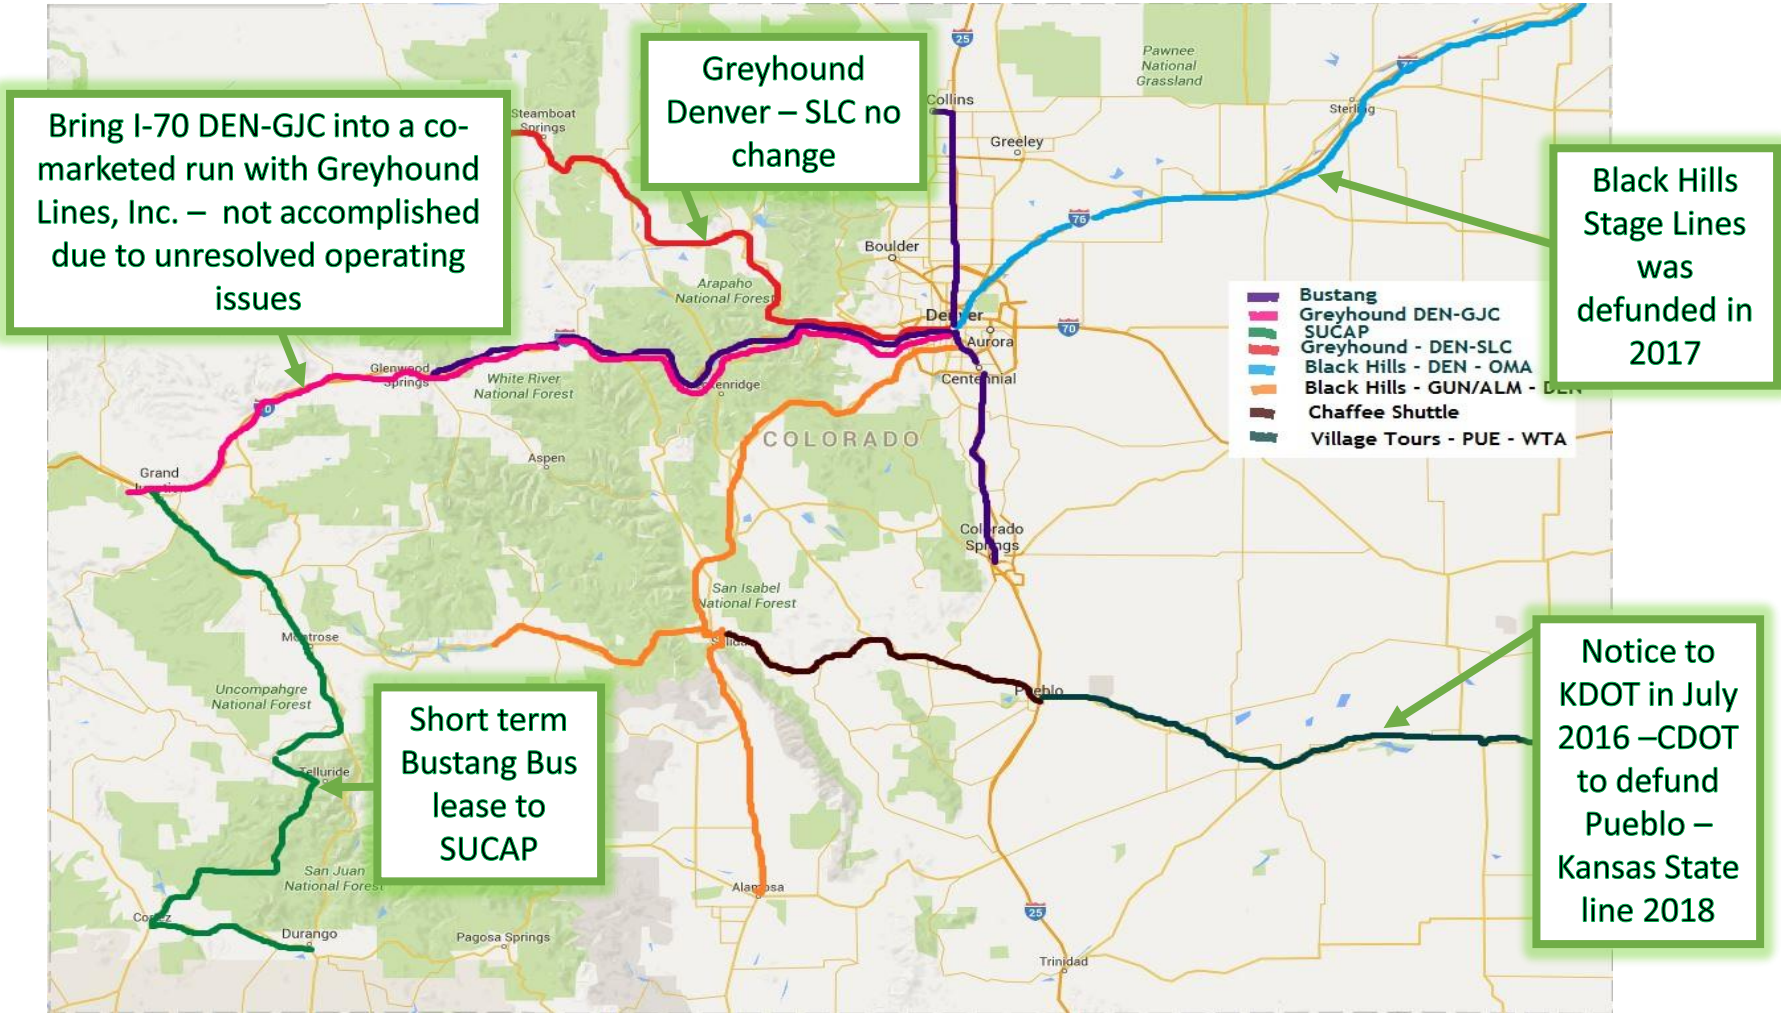 Bring I-70 DEN-GJC into a co-
marketed run with Greyhound
Lines, Inc. – not accomplished
due to unresolved operating
issues
Greyhound
Denver – SLC no
change
Black Hills
Stage Lines
was
defunded in
2017
Short term
Bustang Bus
lease to
SUCAP
Notice to
KDOT in July
2016 –CDOT
to defund
Pueblo –
Kansas State
line 2018
Bustang
Greyhound DEN-GJC
SUCAP
Greyhound - DEN-SLC
Black Hills - DEN - OMA
Black Hills - GUN/ALM - DEN
Chaffee Shuttle
Village Tours - PUE - WTA
25
Pawnee
National
Grassland
Steamboat
Springs
Collins
Greeley
Sterling
76
Boulder
Arapaho
National Forest
Denver
70
Aurora
Centennial
Glenwood
Springs
White River
National Forest
COLORADO
Aspen
Grand
Colorado
Springs
San Isabel
National Forest
Montrose
Pueblo
Uncompahgre
National Forest
Telluride
San Juan
National Forest
Alamosa
Cortez
Durango
Pagosa Springs
25
Trinidad